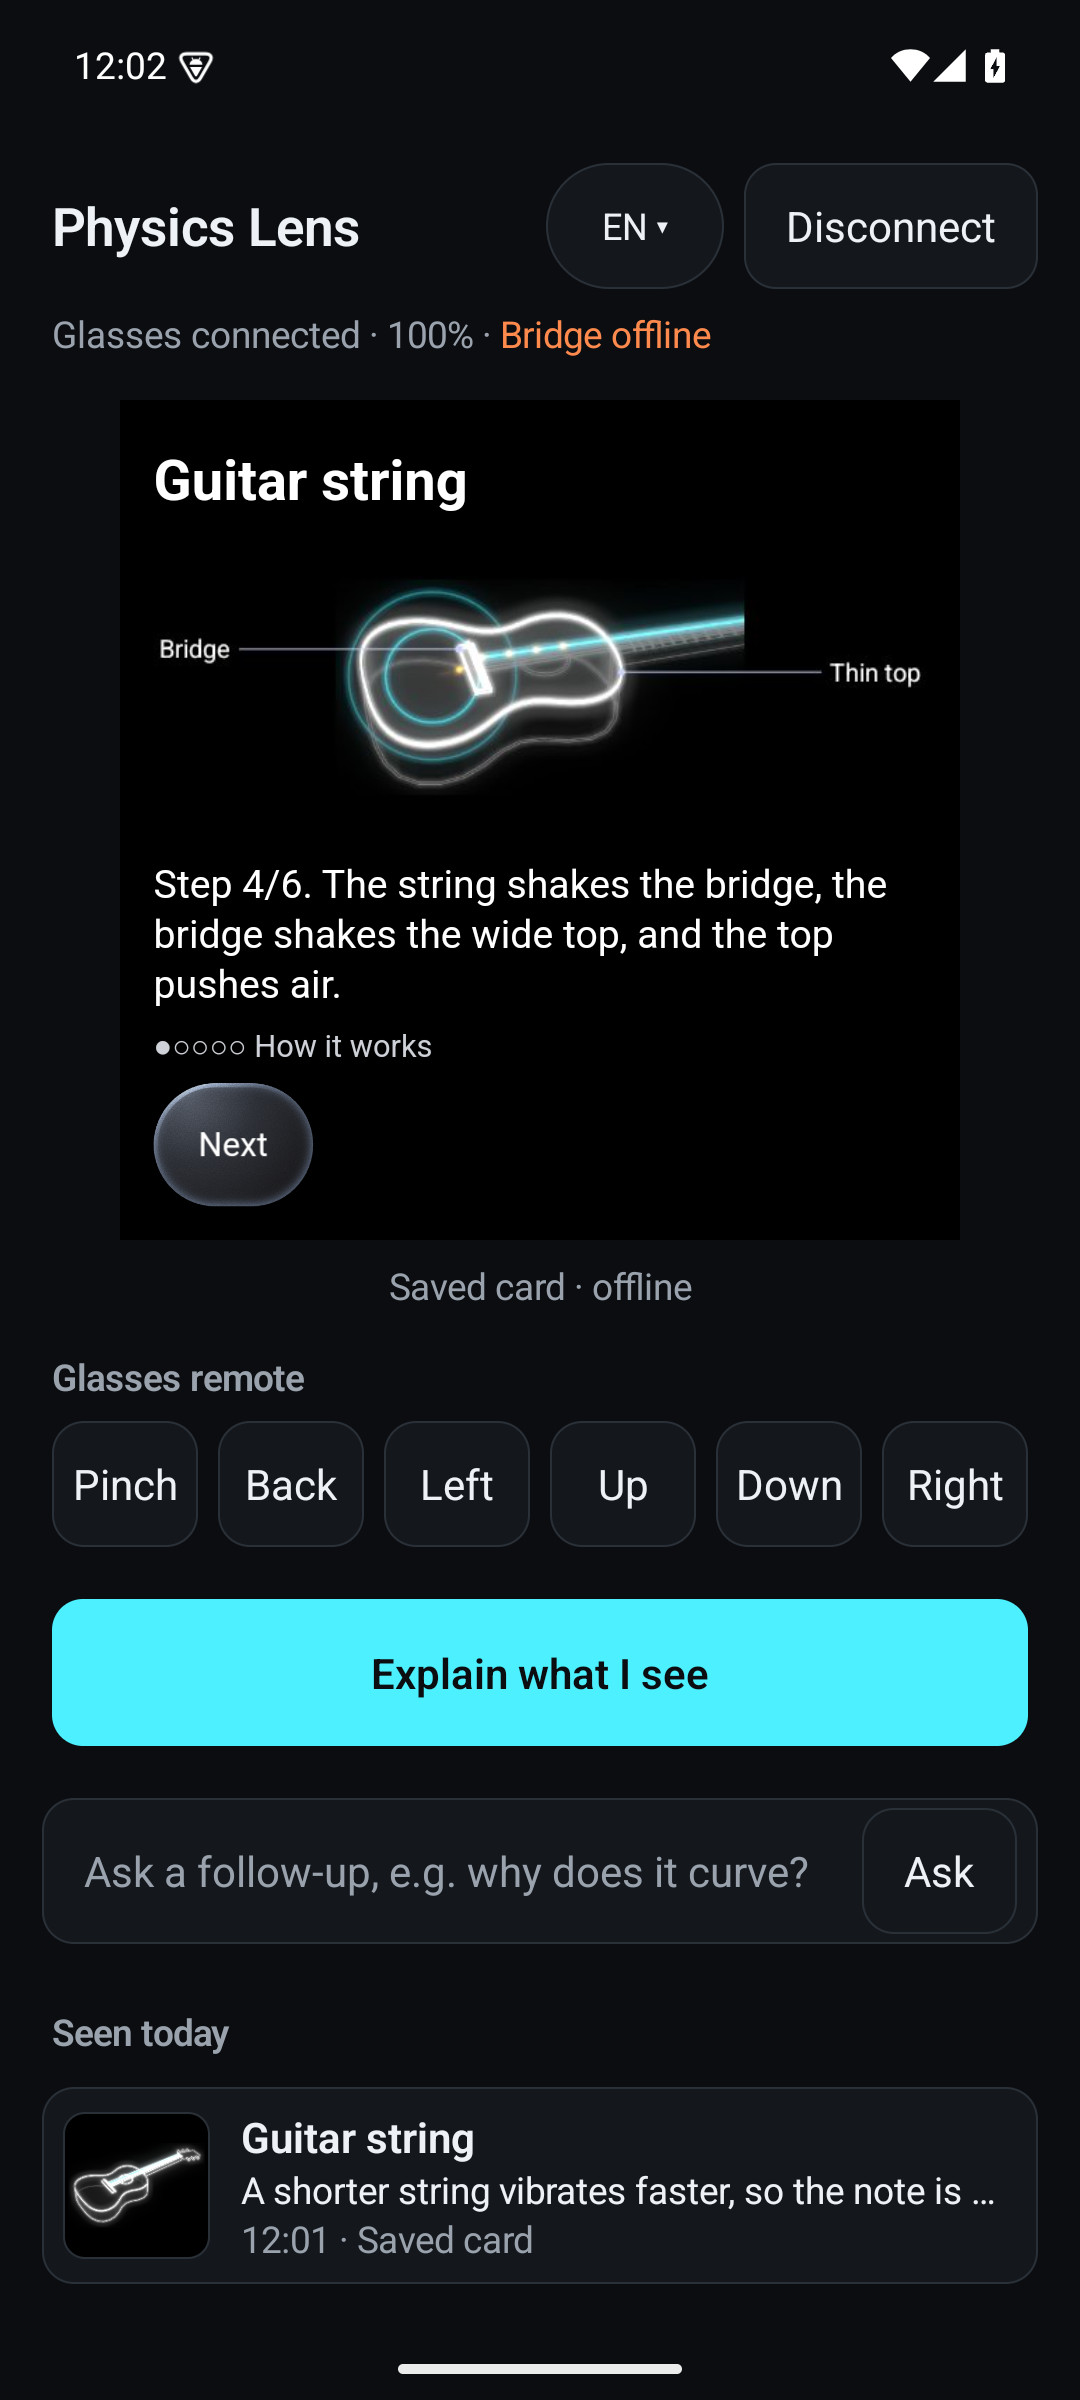 12:02
Physics Lens
EN ▾
Disconnect
Glasses connected · 100% · Bridge offline
Guitar string
Bridge
Thin top
Step 4/6. The string shakes the bridge, the
bridge shakes the wide top, and the top
pushes air.
●○○○○ How it works
Next
Saved card · offline
Glasses remote
Pinch
Back
Left
Up
Down
Right
Explain what I see
Ask a follow-up, e.g. why does it curve?
Ask
Seen today
Guitar string
A shorter string vibrates faster, so the note is ...
12:01 · Saved card